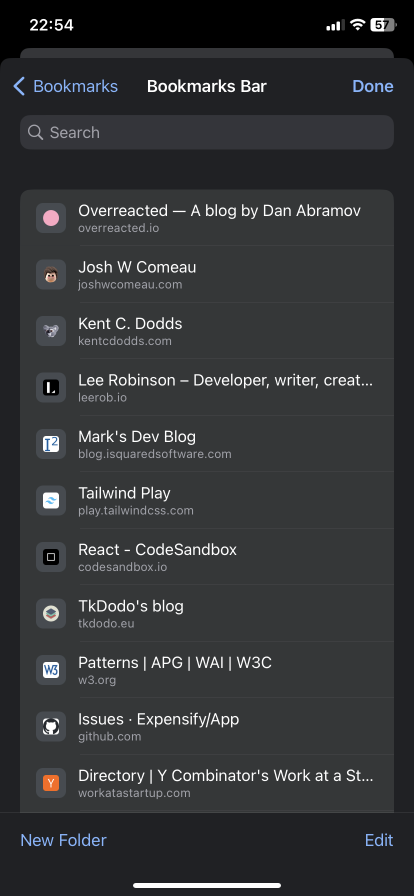 22:54
57
Bookmarks
Bookmarks Bar
Done
Search
Overreacted — A blog by Dan Abramov
overreacted.io
Josh W Comeau
joshwcomeau.com
Kent C. Dodds
kentcdodds.com
L
Lee Robinson – Developer, writer, creat...
leerob.io
I2
Mark's Dev Blog
blog.isquaredsoftware.com
Tailwind Play
play.tailwindcss.com
React - CodeSandbox
codesandbox.io
TkDodo's blog
tkdodo.eu
W3
Patterns | APG | WAI | W3C
w3.org
Issues · Expensify/App
github.com
Y
Directory | Y Combinator's Work at a St...
workatastartup.com
New Folder
Edit